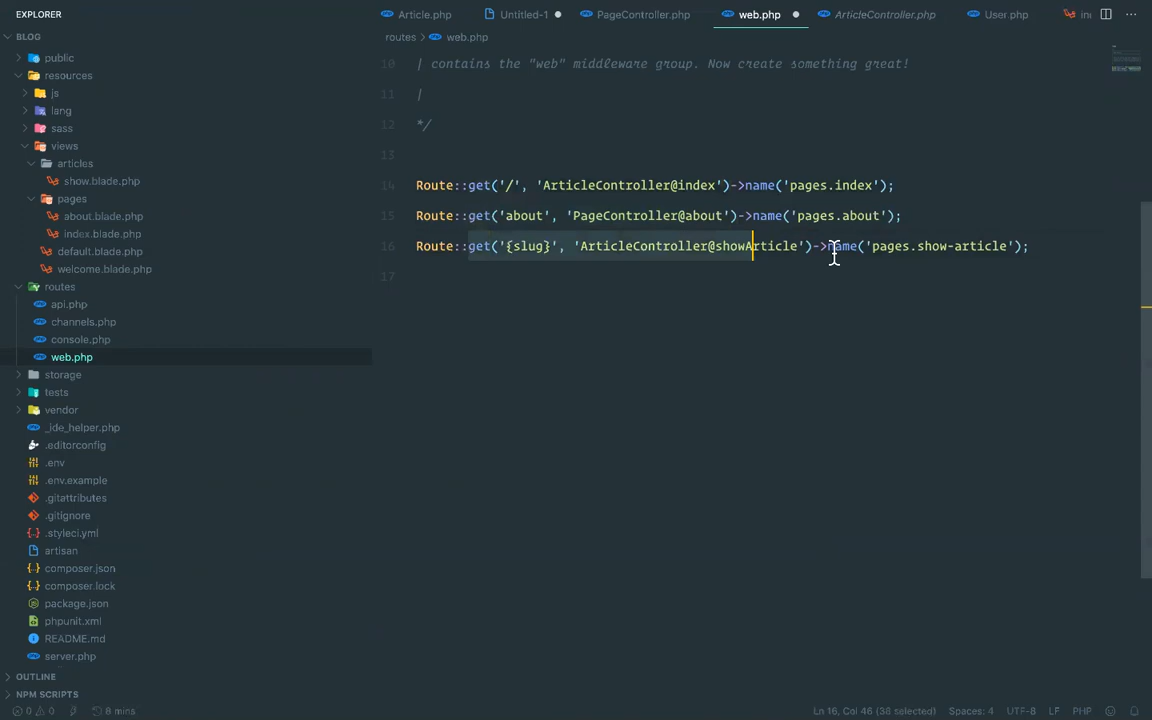 EXPLORER
Article.php
Untitled-1
PageController.php
web.php
ArticleController.php
User.php
BLOG
routes > web.php
public
resources
js
lang
sass
views
articles
show.blade.php
pages
about.blade.php
index.blade.php
default.blade.php
welcome.blade.php
routes
api.php
channels.php
console.php
web.php
storage
tests
vendor
_ide_helper.php
.editorconfig
.env
.env.example
.gitattributes
.gitignore
.styleci.yml
artisan
composer.json
composer.lock
package.json
phpunit.xml
README.md
server.php
OUTLINE
NPM SCRIPTS
10 | contains the "web" middleware group. Now create something great!
11 |
12 */
13
14 Route::get('/', 'ArticleController@index')->name('pages.index');
15 Route::get('about', 'PageController@about')->name('pages.about');
16 Route::get('{slug}', 'ArticleController@showArticle')->name('pages.show-article');
17
0 0 8 mins Ln 16, Col 46 (38 selected) Spaces: 4 UTF-8 LF PHP